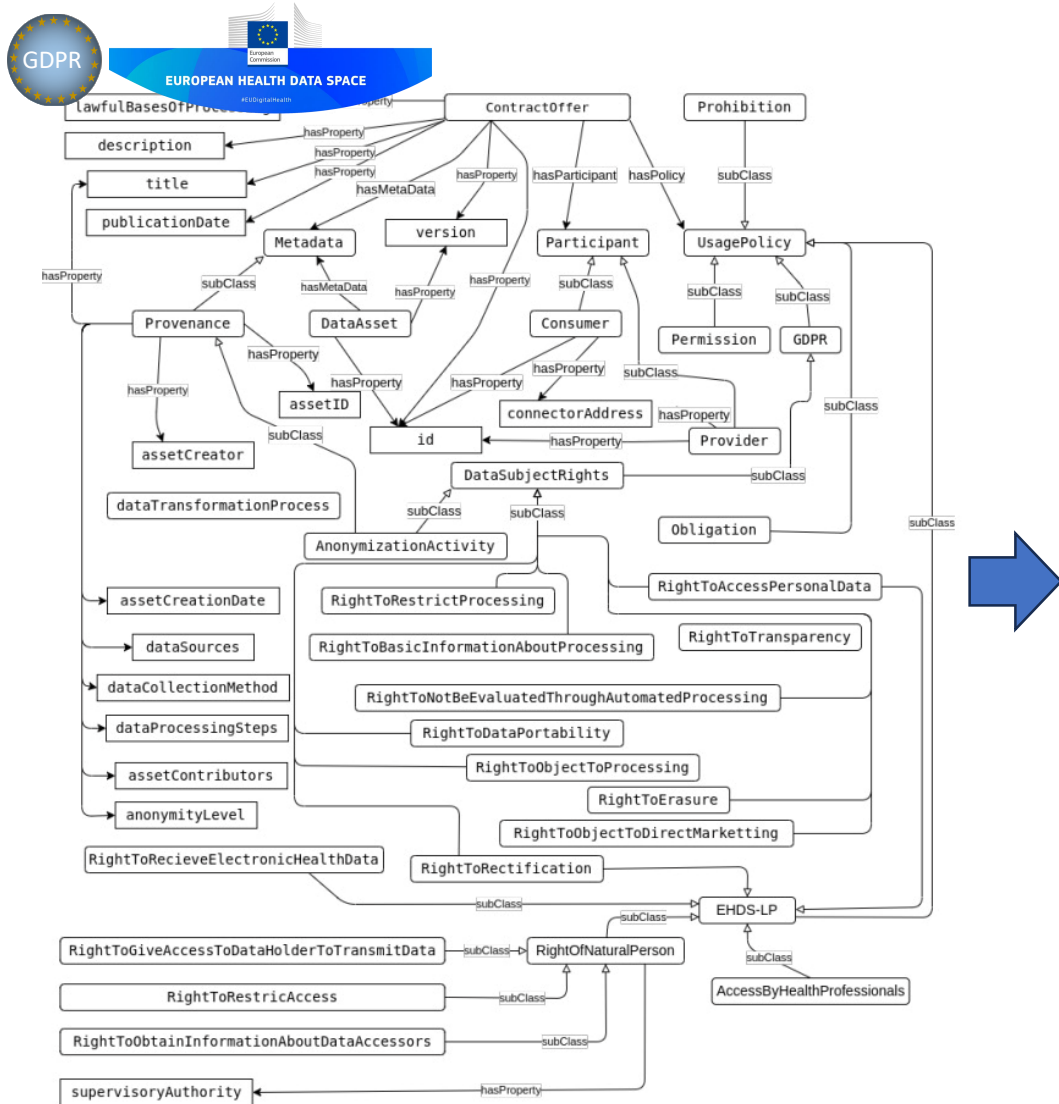 GDPR
European
Commission
EUROPEAN HEALTH DATA SPACE
#EUDigitalHealth
ContractOffer
Prohibition
hasProperty
description
hasProperty
hasProperty
title
hasProperty
hasMetaData
hasProperty
hasParticipant
hasPolicy
subClass
publicationDate
version
Metadata
Participant
UsagePolicy
hasProperty
subClass
hasMetaData
hasProperty
hasProperty
subClass
subClass
subClass
Provenance
DataAsset
Consumer
Permission
GDPR
hasProperty
hasProperty
hasProperty
hasProperty
hasProperty
subClass
assetID
connectorAddress
hasProperty
subClass
subClass
id
hasProperty
Provider
assetCreator
DataSubjectRights
subClass
dataTransformationProcess
subClass
subClass
Obligation
subClass
AnonymizationActivity
assetCreationDate
RightToRestrictProcessing
RightToAccessPersonalData
dataSources
RightToBasicInformationAboutProcessing
RightToTransparency
dataCollectionMethod
RightToNotBeEvaluatedThroughAutomatedProcessing
dataProcessingSteps
RightToDataPortability
assetContributors
RightToObjectToProcessing
anonymityLevel
RightToErasure
RightToObjectToDirectMarketting
RightToRecieveElectronicHealthData
RightToRectification
subClass
EHDS-LP
subClass
RightToGiveAccessToDataHolderToTransmitData
subClass
RightOfNaturalPerson
subClass
RightToRestricAccess
subClass
AccessByHealthProfessionals
RightToObtainInformationAboutDataAccessors
subClass
supervisoryAuthority
hasProperty